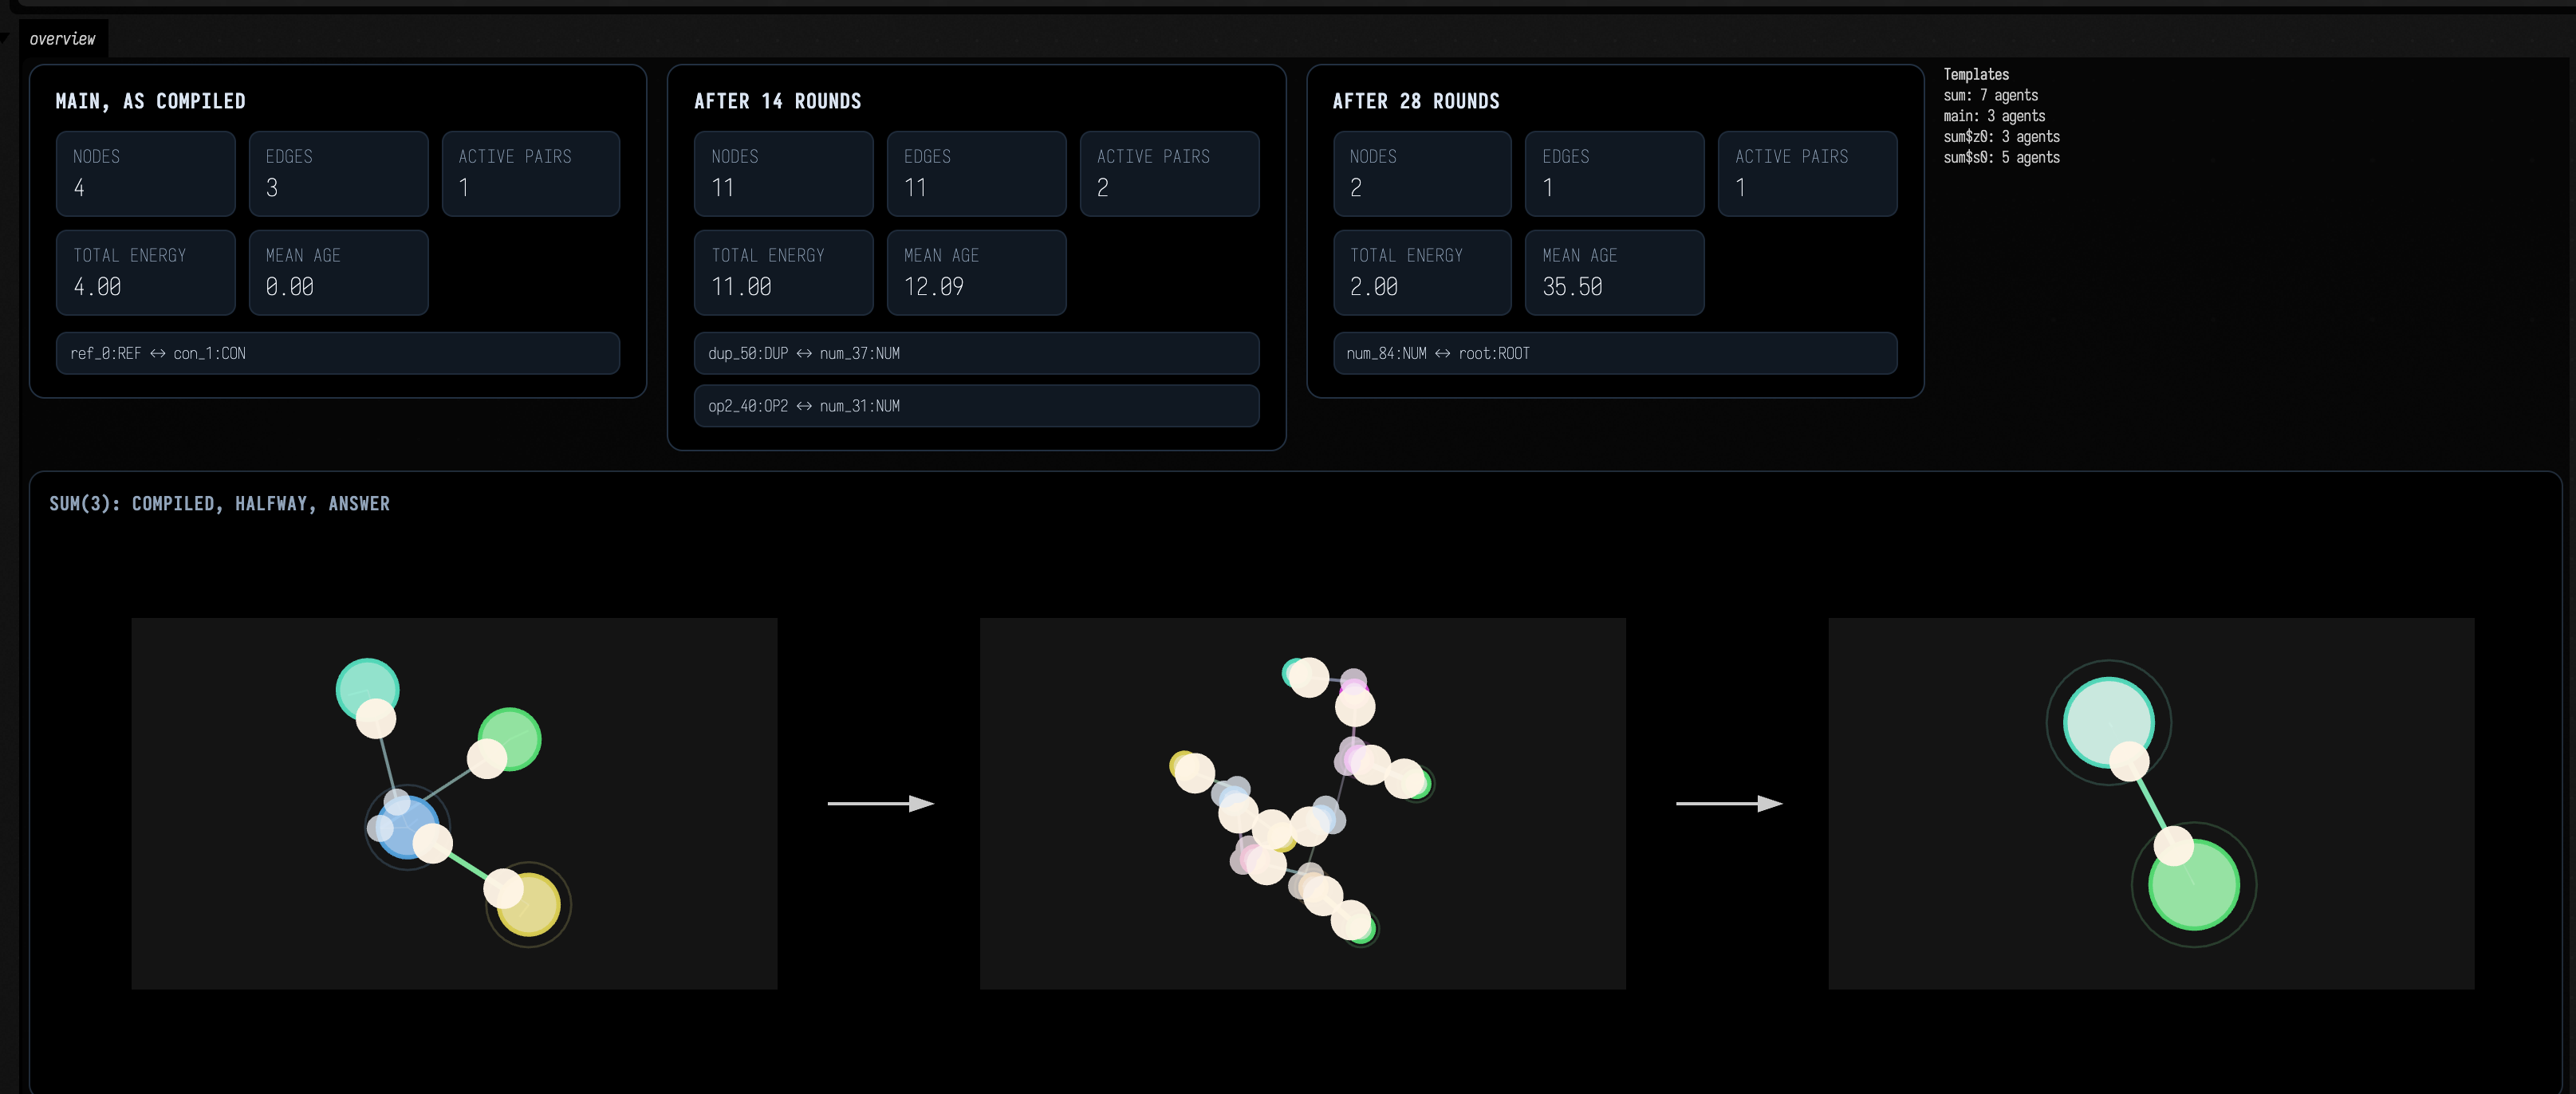 overview
MAIN, AS COMPILED
NODES
4
EDGES
3
ACTIVE PAIRS
1
TOTAL ENERGY
4.00
MEAN AGE
0.00
ref_0:REF ↔ con_1:CON
AFTER 14 ROUNDS
NODES
11
EDGES
11
ACTIVE PAIRS
2
TOTAL ENERGY
11.00
MEAN AGE
12.09
dup_50:DUP ↔ num_37:NUM
op2_40:OP2 ↔ num_31:NUM
AFTER 28 ROUNDS
NODES
2
EDGES
1
ACTIVE PAIRS
1
TOTAL ENERGY
2.00
MEAN AGE
35.50
num_84:NUM ↔ root:ROOT
Templates
sum: 7 agents
main: 3 agents
sum$z0: 3 agents
sum$s0: 5 agents
SUM(3): COMPILED, HALFWAY, ANSWER